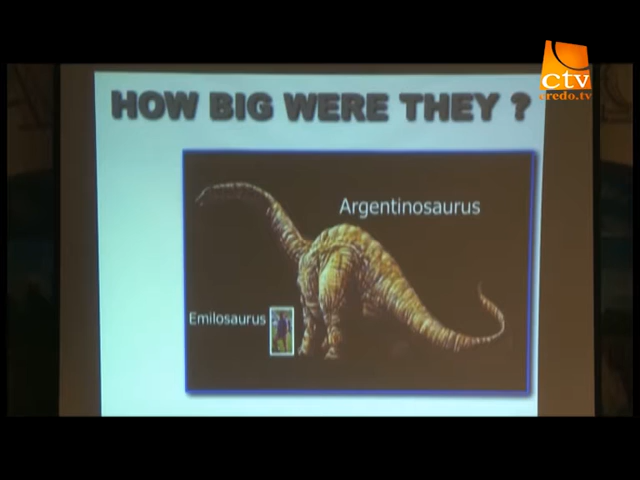 ctv
credo.tv
HOW BIG WERE THEY ?
Argentinosaurus
Emilosaurus